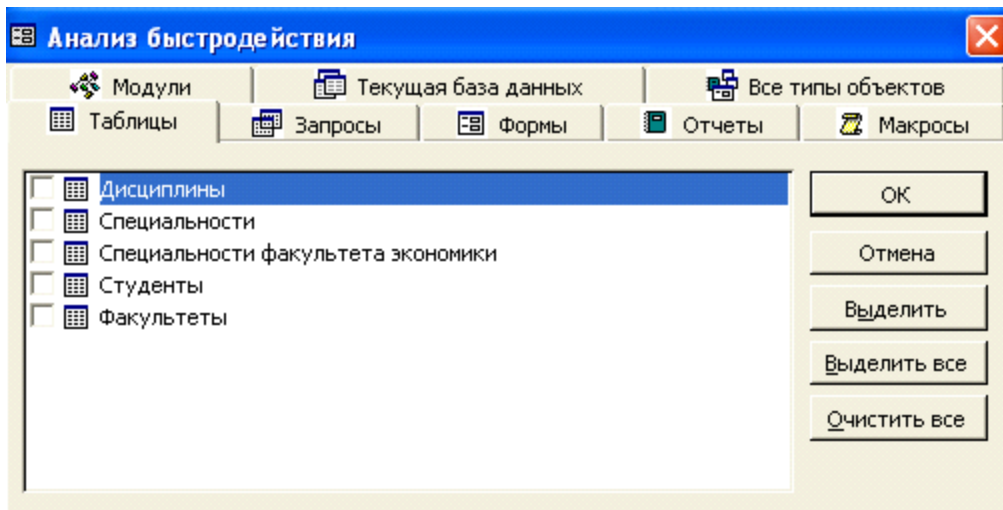 Анализ быстродействия
Модули
Текущая база данных
Все типы объектов
Таблицы
Запросы
Формы
Отчеты
Макросы
Дисциплины
Специальности
Специальности факультета экономики
Студенты
Факультеты
ОК
Отмена
Выделить
Выделить все
Очистить все